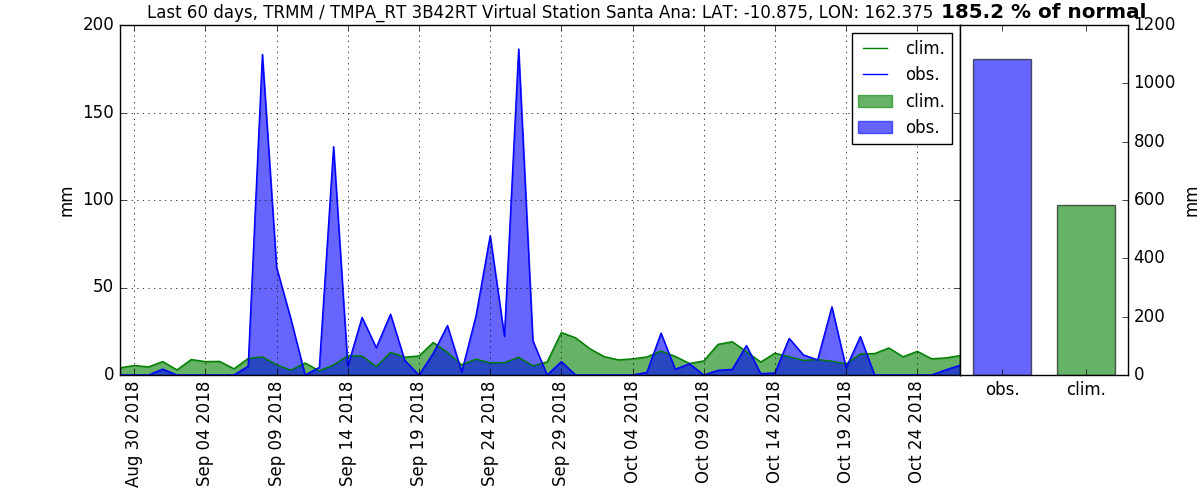 Last 60 days, TRMM / TMPA_RT 3B42RT Virtual Station Santa Ana: LAT: -10.875, LON: 162.375 185.2 % of normal
200
150
100
50
0
mm
clim.
obs.
clim.
obs.
1200
1000
800
600
400
200
0
mm
Aug 30 2018
Sep 04 2018
Sep 09 2018
Sep 14 2018
Sep 19 2018
Sep 24 2018
Sep 29 2018
Oct 04 2018
Oct 09 2018
Oct 14 2018
Oct 19 2018
Oct 24 2018
obs.
clim.